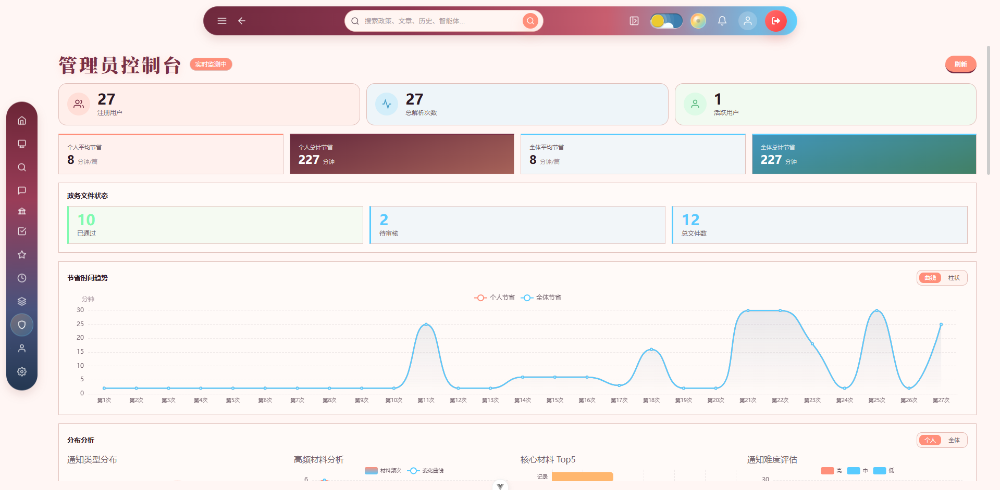 搜索政策、文章、历史、智能体...
管理员控制台
实时监测中
刷新
27
注册用户
27
总解析次数
1
活跃用户
个人平均节省
8 分钟/篇
个人总计节省
227 分钟
全体平均节省
8 分钟/篇
全体总计节省
227 分钟
政务文件状态
10
已通过
2
待审核
12
总文件数
节省时间趋势
曲线 柱状
个人节省 全体节省
分钟
30
25
20
15
10
5
0
第1次 第2次 第3次 第4次 第5次 第6次 第7次 第8次 第9次 第10次 第11次 第12次 第13次 第14次 第15次 第16次 第17次 第18次 第19次 第20次 第21次 第22次 第23次 第24次 第25次 第26次 第27次
分布分析
个人 全体
通知类型分布
高频材料分析
材料频次 变化曲线
6
核心材料 Top5
记录
通知难度评估
高 中 低
30